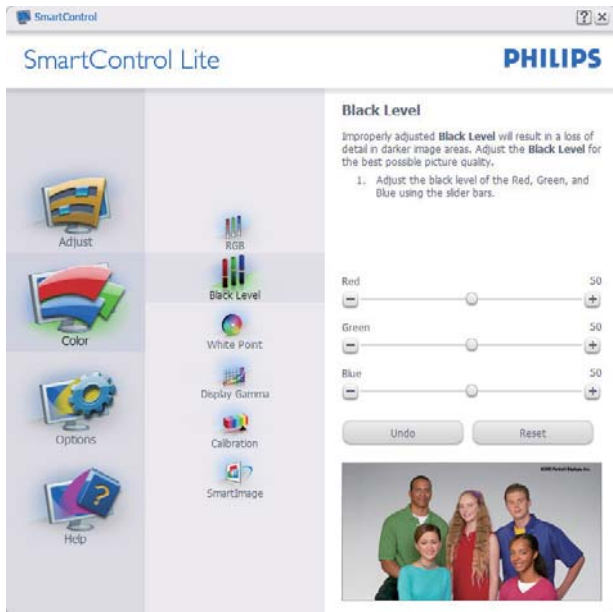 SmartControl
SmartControl Lite
PHILIPS
Adjust
Color
Options
Help
RGB
Black Level
White Point
Display Gamma
Calibration
SmartImage
Black Level
Improperly adjusted Black Level will result in a loss of
detail in darker image areas. Adjust the Black Level for
the best possible picture quality.
1. Adjust the black level of the Red, Green, and
Blue using the slider bars.
Red 50
Green 50
Blue 50
Undo Reset